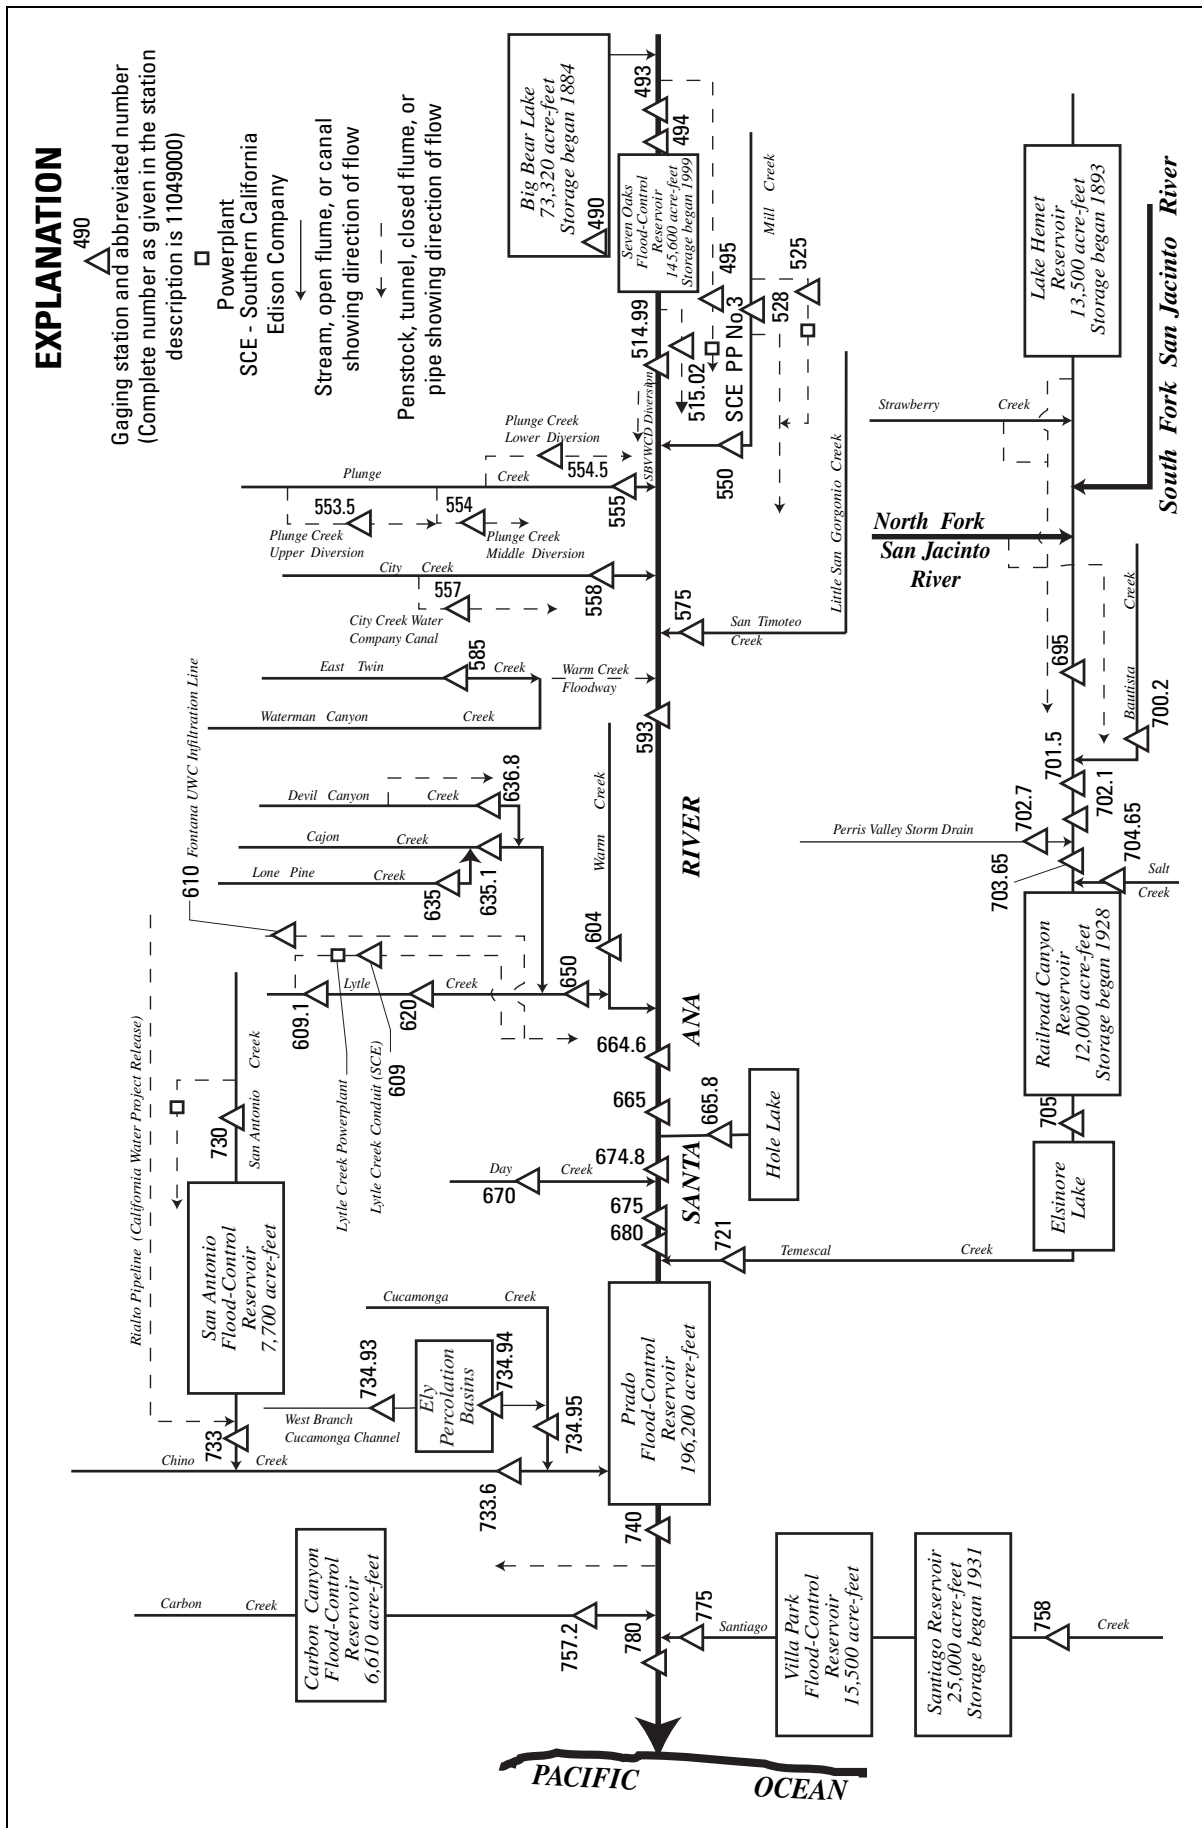 EXPLANATION
490
Gaging station and abbreviated number
(Complete number as given in the station
description is 11049000)
Powerplant
SCE - Southern California
Edison Company
Stream, open flume, or canal
showing direction of flow
Penstock, tunnel, closed flume, or
pipe showing direction of flow
Big Bear Lake
73,320 acre-feet
Storage began 1884
490
493
494
Seven Oaks
Flood-Control
Reservoir
145,600 acre-feet
Storage began 1999
495
Mill Creek
525
528
514.99
515.02
SCE PP No.3
SBVWCD Diversion
550
Little San Gorgonio Creek
Plunge Creek
Plunge Creek
Lower Diversion
554.5
553.5
554
555
Plunge Creek
Upper Diversion
Plunge Creek
Middle Diversion
City Creek
557
558
City Creek Water
Company Canal
575
San Timoteo
Creek
East Twin Creek
585
Warm Creek
Floodway
Waterman Canyon Creek
593
610 Fontana UWC Infiltration Line
Devil Canyon Creek
636.8
Cajon Creek
Lone Pine Creek
635
635.1
Warm Creek
604
Lytle Creek
609.1
620
650
Lytle Creek Powerplant
Lytle Creek Conduit (SCE)
609
Rialto Pipeline (California Water Project Release)
San Antonio Creek
730
San Antonio
Flood-Control
Reservoir
7,700 acre-feet
733
664.6
665
665.8
Hole Lake
674.8
Day Creek
670
675
680
SANTA ANA RIVER
721
Temescal Creek
Cucamonga Creek
734.93
Ely
Percolation
Basins
734.94
734.95
West Branch
Cucamonga Channel
Chino Creek
733.6
Prado
Flood-Control
Reservoir
196,200 acre-feet
740
Carbon Creek
Carbon Canyon
Flood-Control
Reservoir
6,610 acre-feet
757.2
780
775
Santiago Creek
Villa Park
Flood-Control
Reservoir
15,500 acre-feet
Santiago Reservoir
25,000 acre-feet
Storage began 1931
758
PACIFIC OCEAN
Lake Hemet
Reservoir
13,500 acre-feet
Storage began 1893
South Fork San Jacinto River
Strawberry Creek
North Fork
San Jacinto
River
695
Bautista Creek
700.2
701.5
702.1
702.7
Perris Valley Storm Drain
703.65
704.65
Salt
Creek
Railroad Canyon
Reservoir
12,000 acre-feet
Storage began 1928
705
Elsinore
Lake